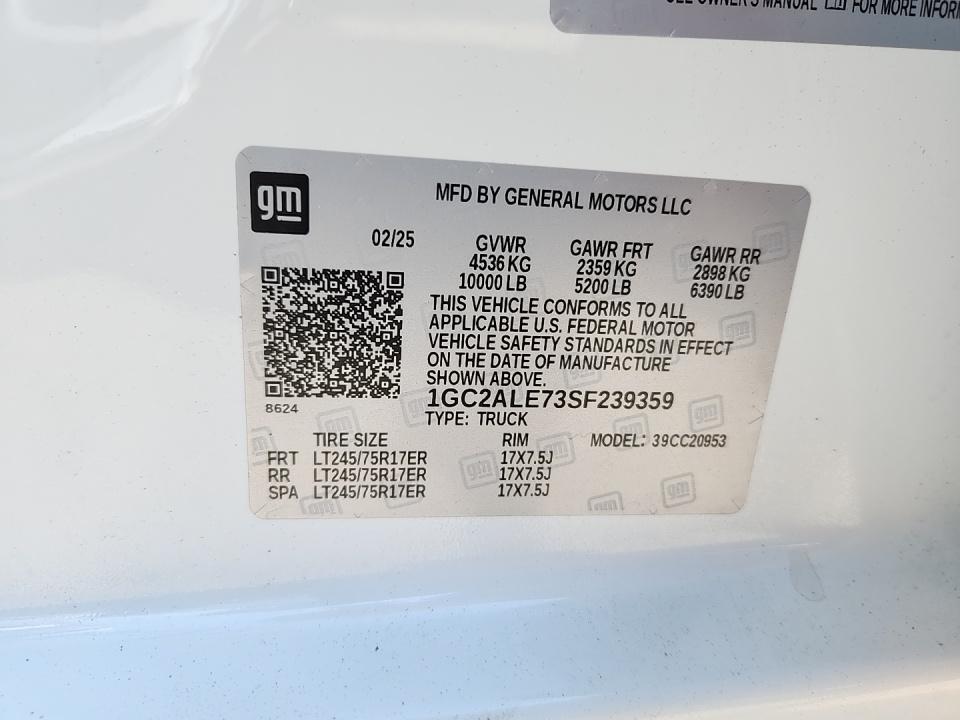 SEE OWNER'S MANUAL FOR MORE INFORM
gm
MFD BY GENERAL MOTORS LLC
02/25 GVWR GAWR FRT GAWR RR
4536 KG 2359 KG 2898 KG
10000 LB 5200 LB 6390 LB
THIS VEHICLE CONFORMS TO ALL
APPLICABLE U.S. FEDERAL MOTOR
VEHICLE SAFETY STANDARDS IN EFFECT
ON THE DATE OF MANUFACTURE
SHOWN ABOVE.
8624
1GC2ALE73SF239359
TYPE: TRUCK
TIRE SIZE RIM MODEL: 39CC20953
FRT LT245/75R17ER 17X7.5J
RR LT245/75R17ER 17X7.5J
SPA LT245/75R17ER 17X7.5J